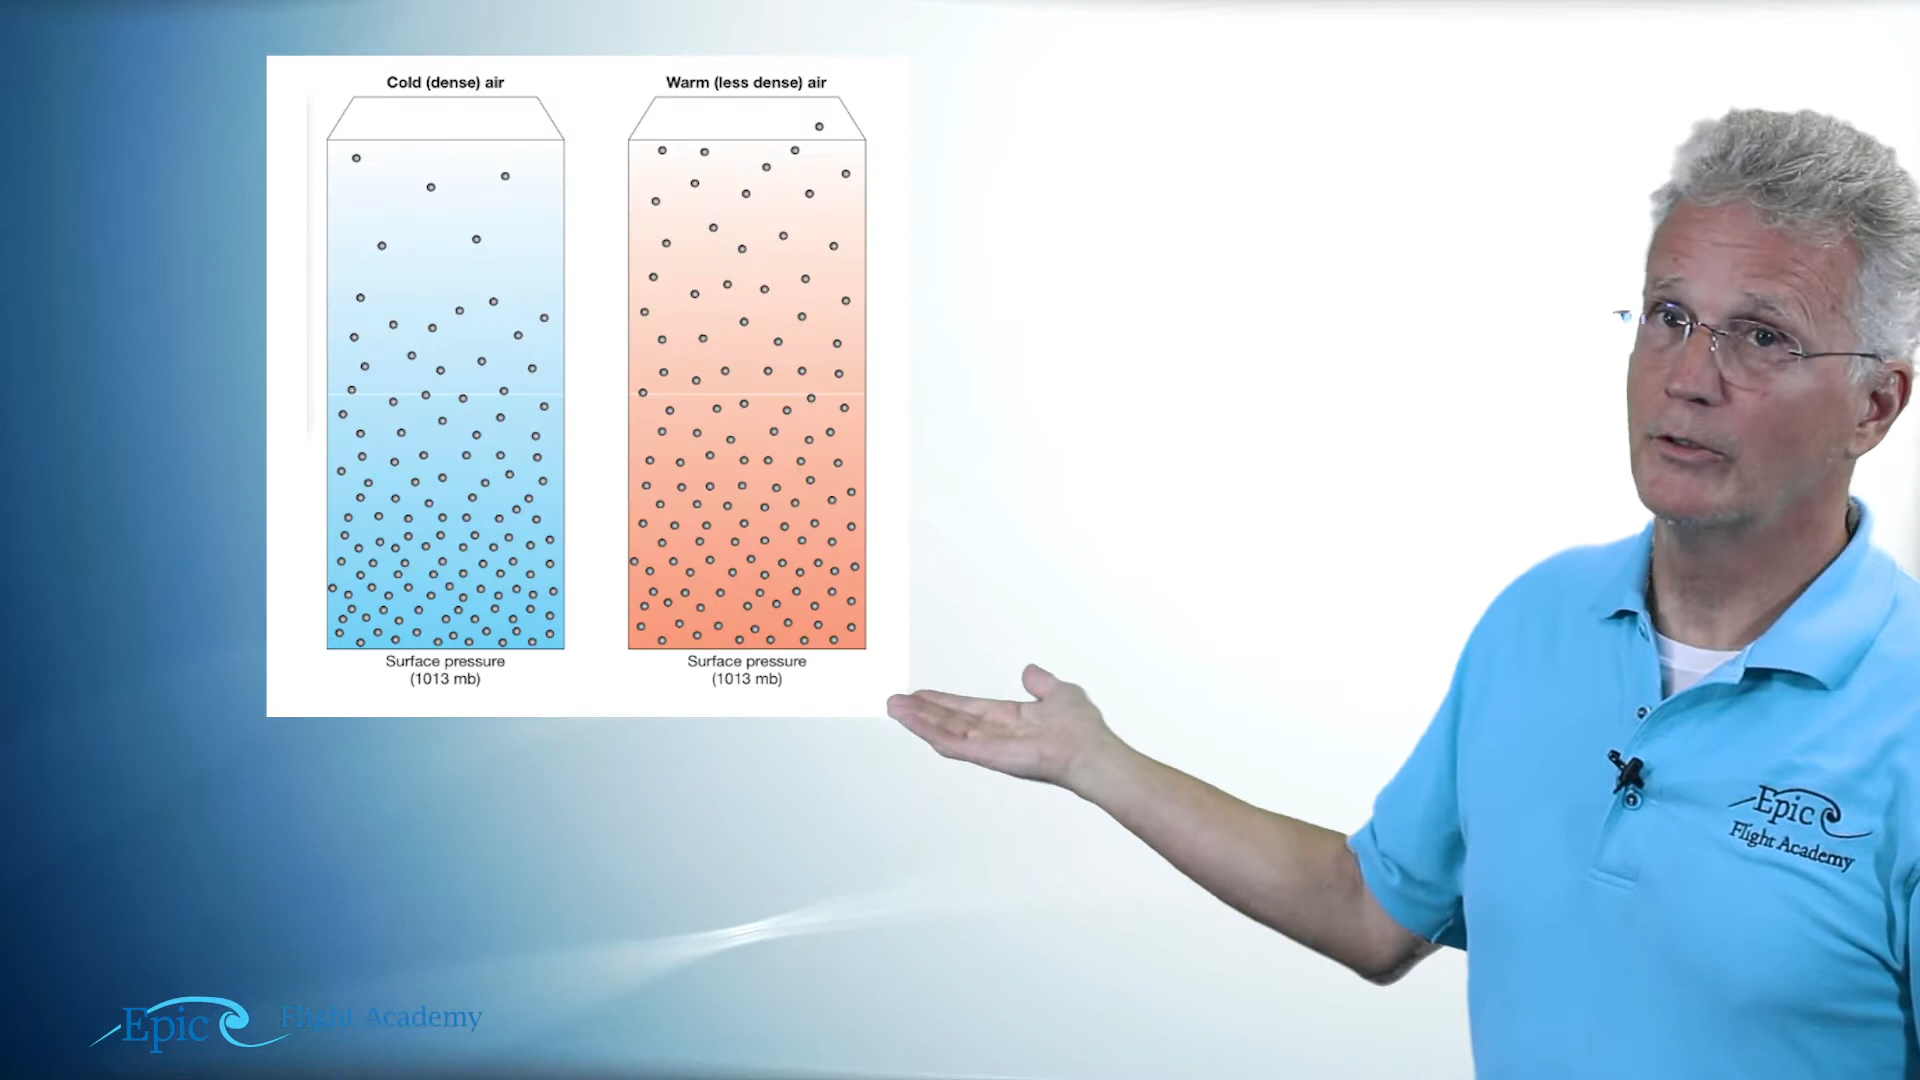 Cold (dense) air
Warm (less dense) air
Surface pressure
(1013 mb)
Surface pressure
(1013 mb)
Epic
Flight Academy
Epic Flight Academy